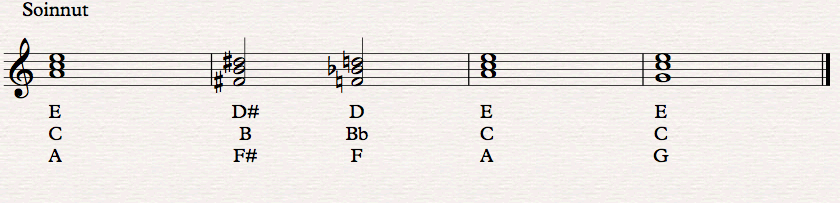 Soinnut
E D# D E E
C B Bb C C
A F# F A G